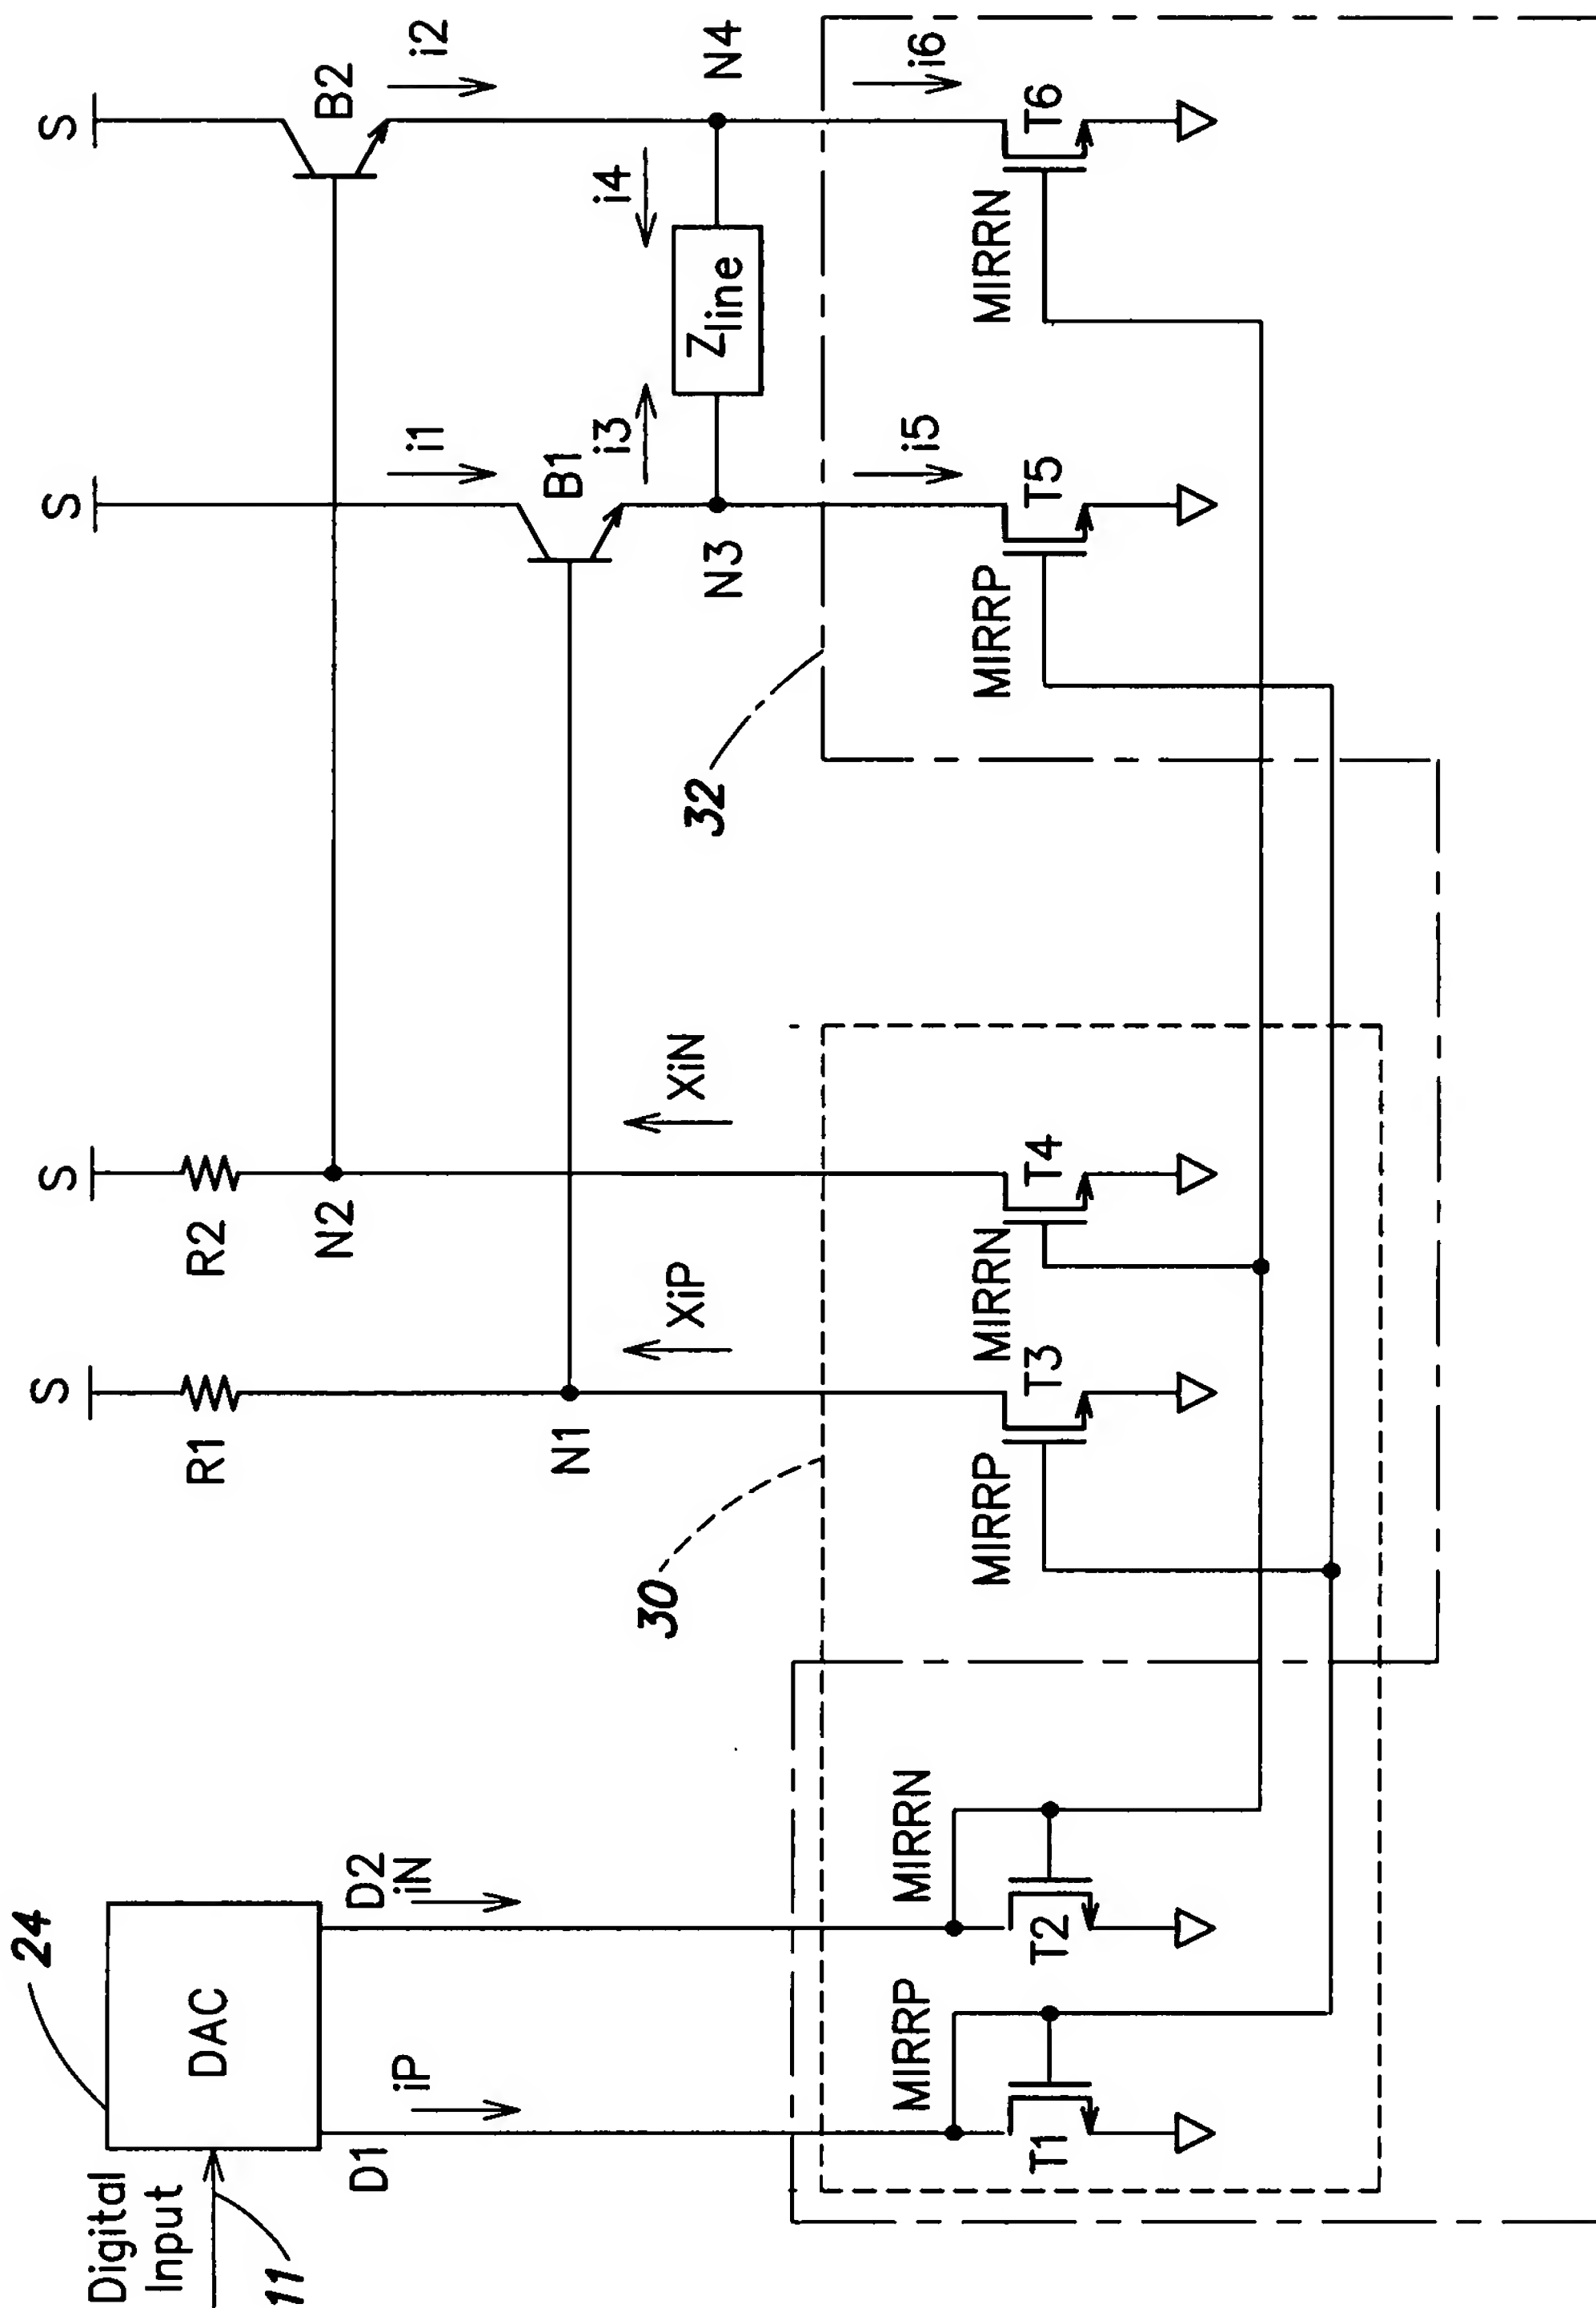 Digital
Input
11
24
DAC
D1
iP
D2
iN
MIRRP
T1
MIRRN
T2
30
S
R1
N1
XiP
MIRRP
T3
S
R2
N2
XiN
MIRRN
T4
32
S
i1
B1
i3
N3
i5
MIRRP
T5
Zline
S
B2
i2
i4
N4
i6
MIRRN
T6